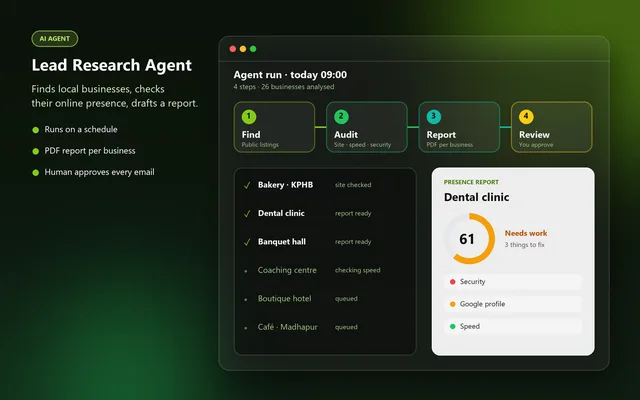 AI AGENT
Lead Research Agent
Finds local businesses, checks
their online presence, drafts a report.
Runs on a schedule
PDF report per business
Human approves every email
Agent run · today 09:00
4 steps · 26 businesses analysed
1
Find
Public listings
2
Audit
Site · speed · security
3
Report
PDF per business
4
Review
You approve
✓ Bakery · KPHB site checked
✓ Dental clinic report ready
✓ Banquet hall report ready
• Coaching centre checking speed
• Boutique hotel queued
• Café · Madhapur queued
PRESENCE REPORT
Dental clinic
61
Needs work
3 things to fix
Security
Google profile
Speed